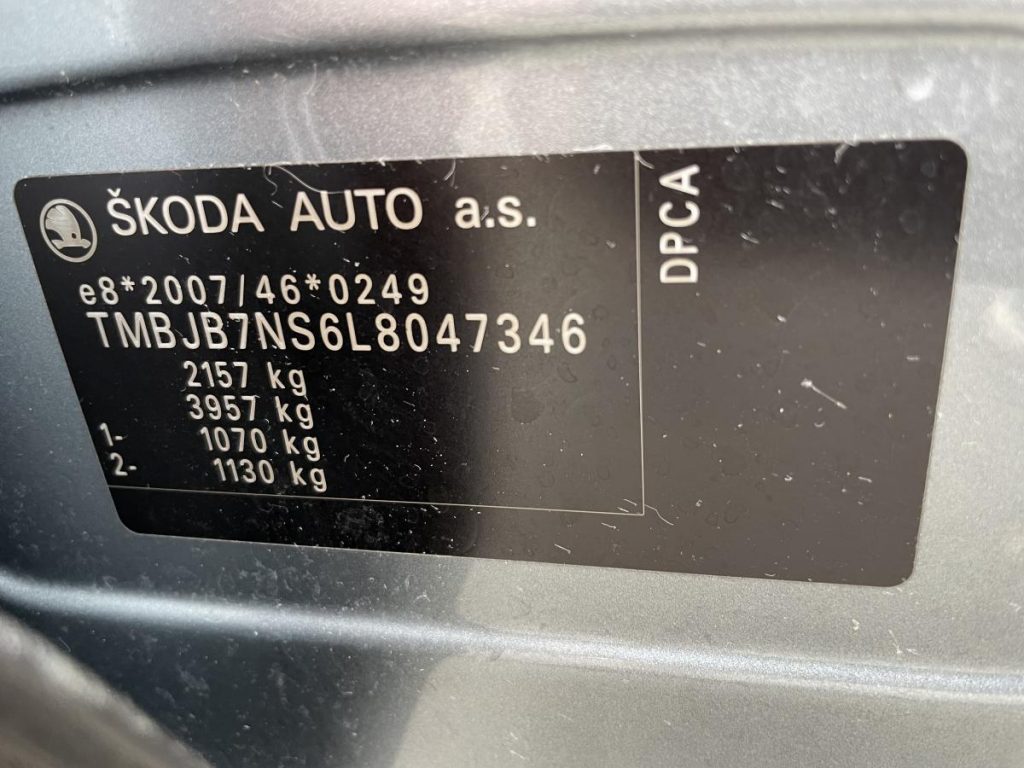 ŠKODA AUTO a.s.
e8*2007/46*0249
TMBJB7NS6L8047346
2157 kg
3957 kg
1- 1070 kg
2- 1130 kg
DPCA